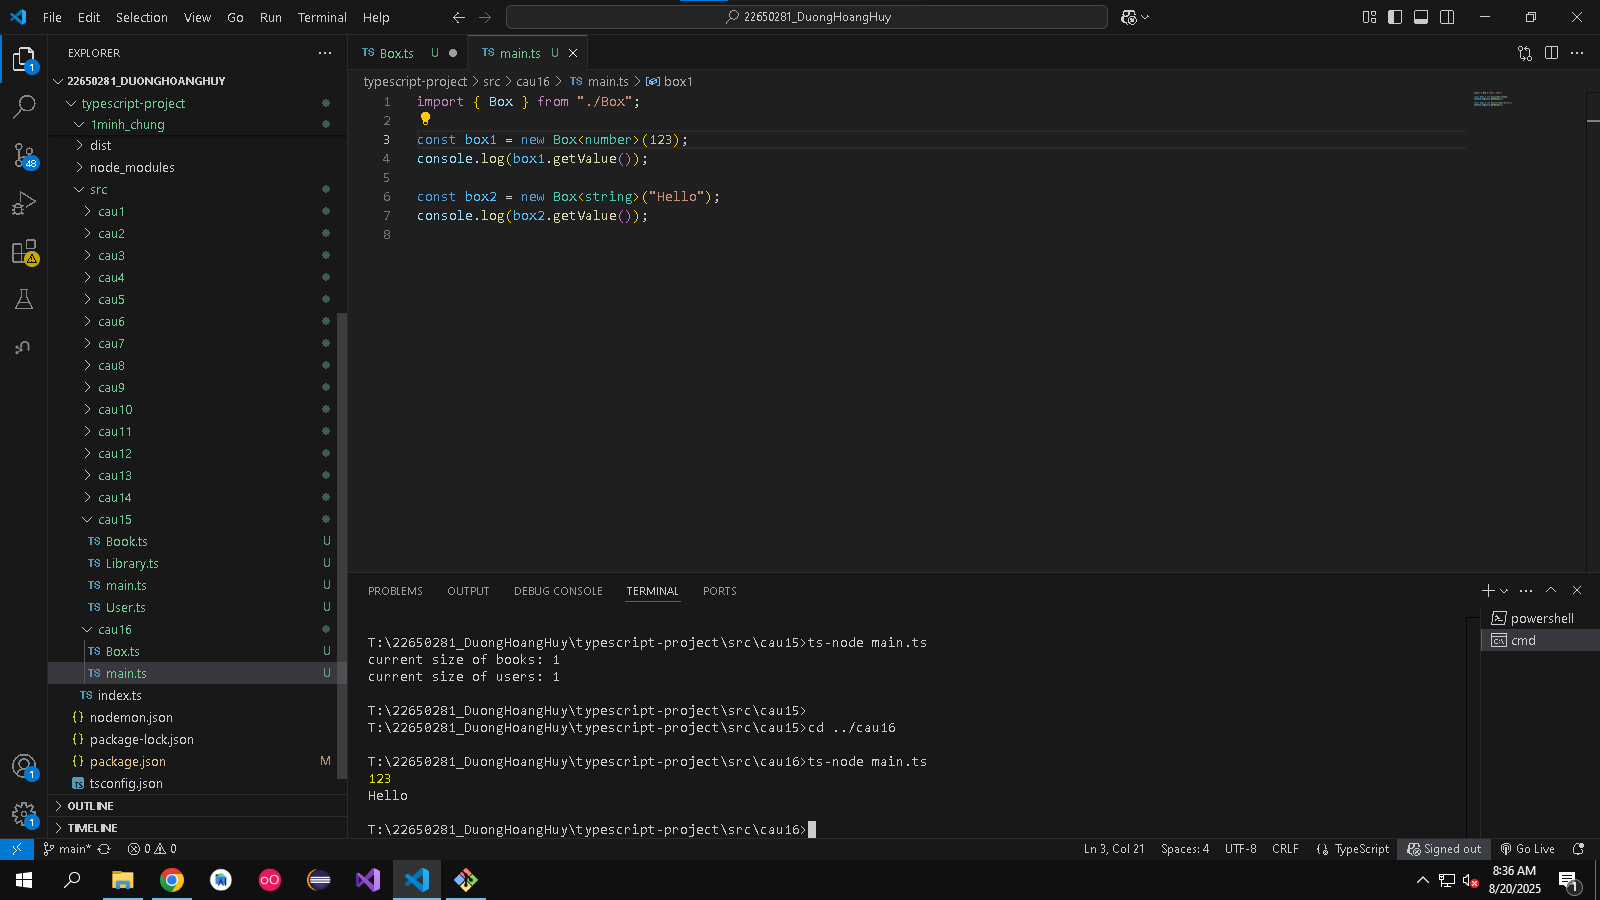 File Edit Selection View Go Run Terminal Help
22650281_DuongHoangHuy
EXPLORER
22650281_DUONGHOANGHUY
typescript-project
1minh_chung
dist
node_modules
src
cau1
cau2
cau3
cau4
cau5
cau6
cau7
cau8
cau9
cau10
cau11
cau12
cau13
cau14
cau15
TS Book.ts U
TS Library.ts U
TS main.ts U
TS User.ts U
cau16
TS Box.ts U
TS main.ts U
TS index.ts
{} nodemon.json
{} package-lock.json
{} package.json M
TS tsconfig.json
OUTLINE
TIMELINE
1
48
1
1
TS Box.ts U
TS main.ts U
typescript-project > src > cau16 > TS main.ts > box1
1 import { Box } from "./Box";
2
3 const box1 = new Box<number>(123);
4 console.log(box1.getValue());
5
6 const box2 = new Box<string>("Hello");
7 console.log(box2.getValue());
8
PROBLEMS OUTPUT DEBUG CONSOLE TERMINAL PORTS
powershell
cmd
T:\22650281_DuongHoangHuy\typescript-project\src\cau15>ts-node main.ts
current size of books: 1
current size of users: 1
T:\22650281_DuongHoangHuy\typescript-project\src\cau15>
T:\22650281_DuongHoangHuy\typescript-project\src\cau15>cd ../cau16
T:\22650281_DuongHoangHuy\typescript-project\src\cau16>ts-node main.ts
123
Hello
T:\22650281_DuongHoangHuy\typescript-project\src\cau16>
main* 0 0
Ln 3, Col 21 Spaces: 4 UTF-8 CRLF {} TypeScript Signed out Go Live
8:36 AM
8/20/2025
1